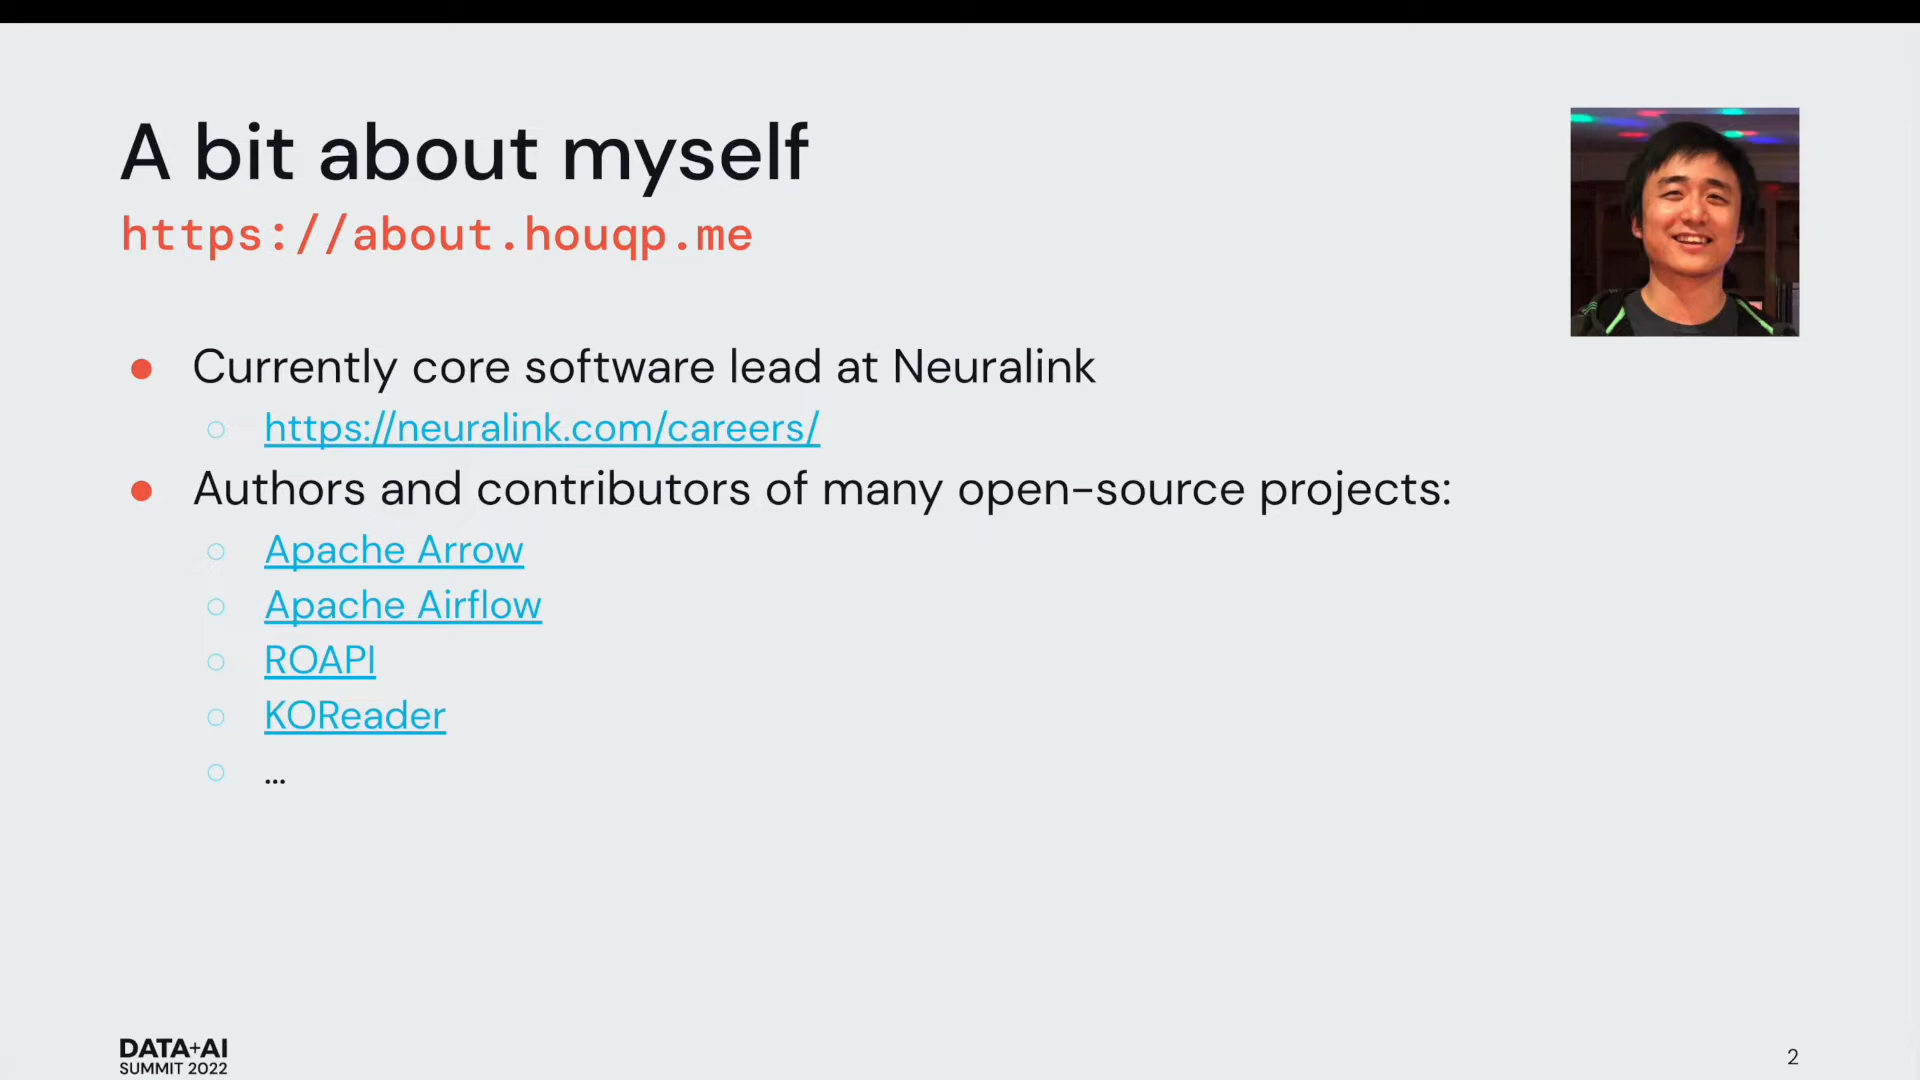 A bit about myself
https://about.houqp.me
Currently core software lead at Neuralink
https://neuralink.com/careers/
Authors and contributors of many open-source projects:
Apache Arrow
Apache Airflow
ROAPI
KOReader
...
DATA+AI
SUMMIT 2022
2